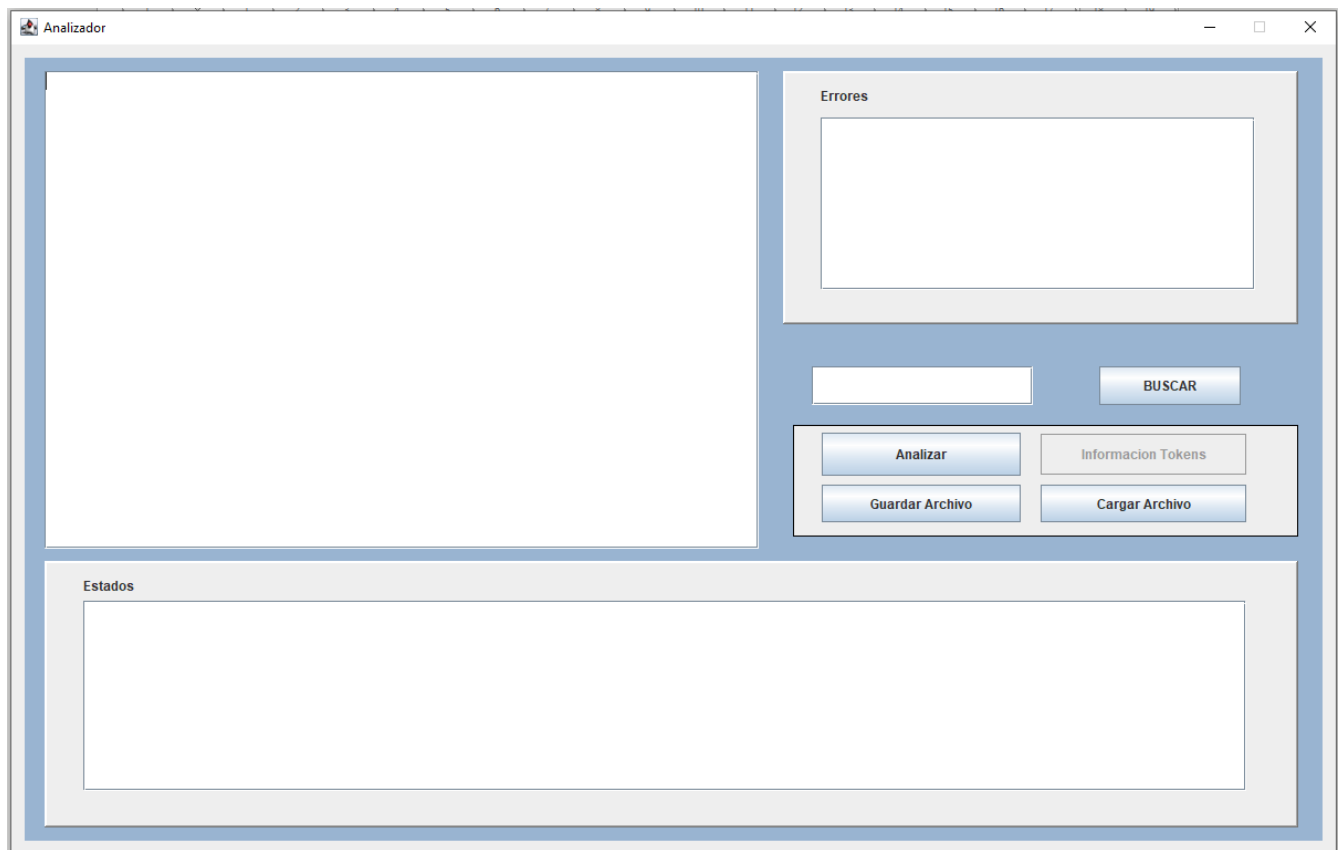 Analizador
Errores
BUSCAR
Analizar
Informacion Tokens
Guardar Archivo
Cargar Archivo
Estados